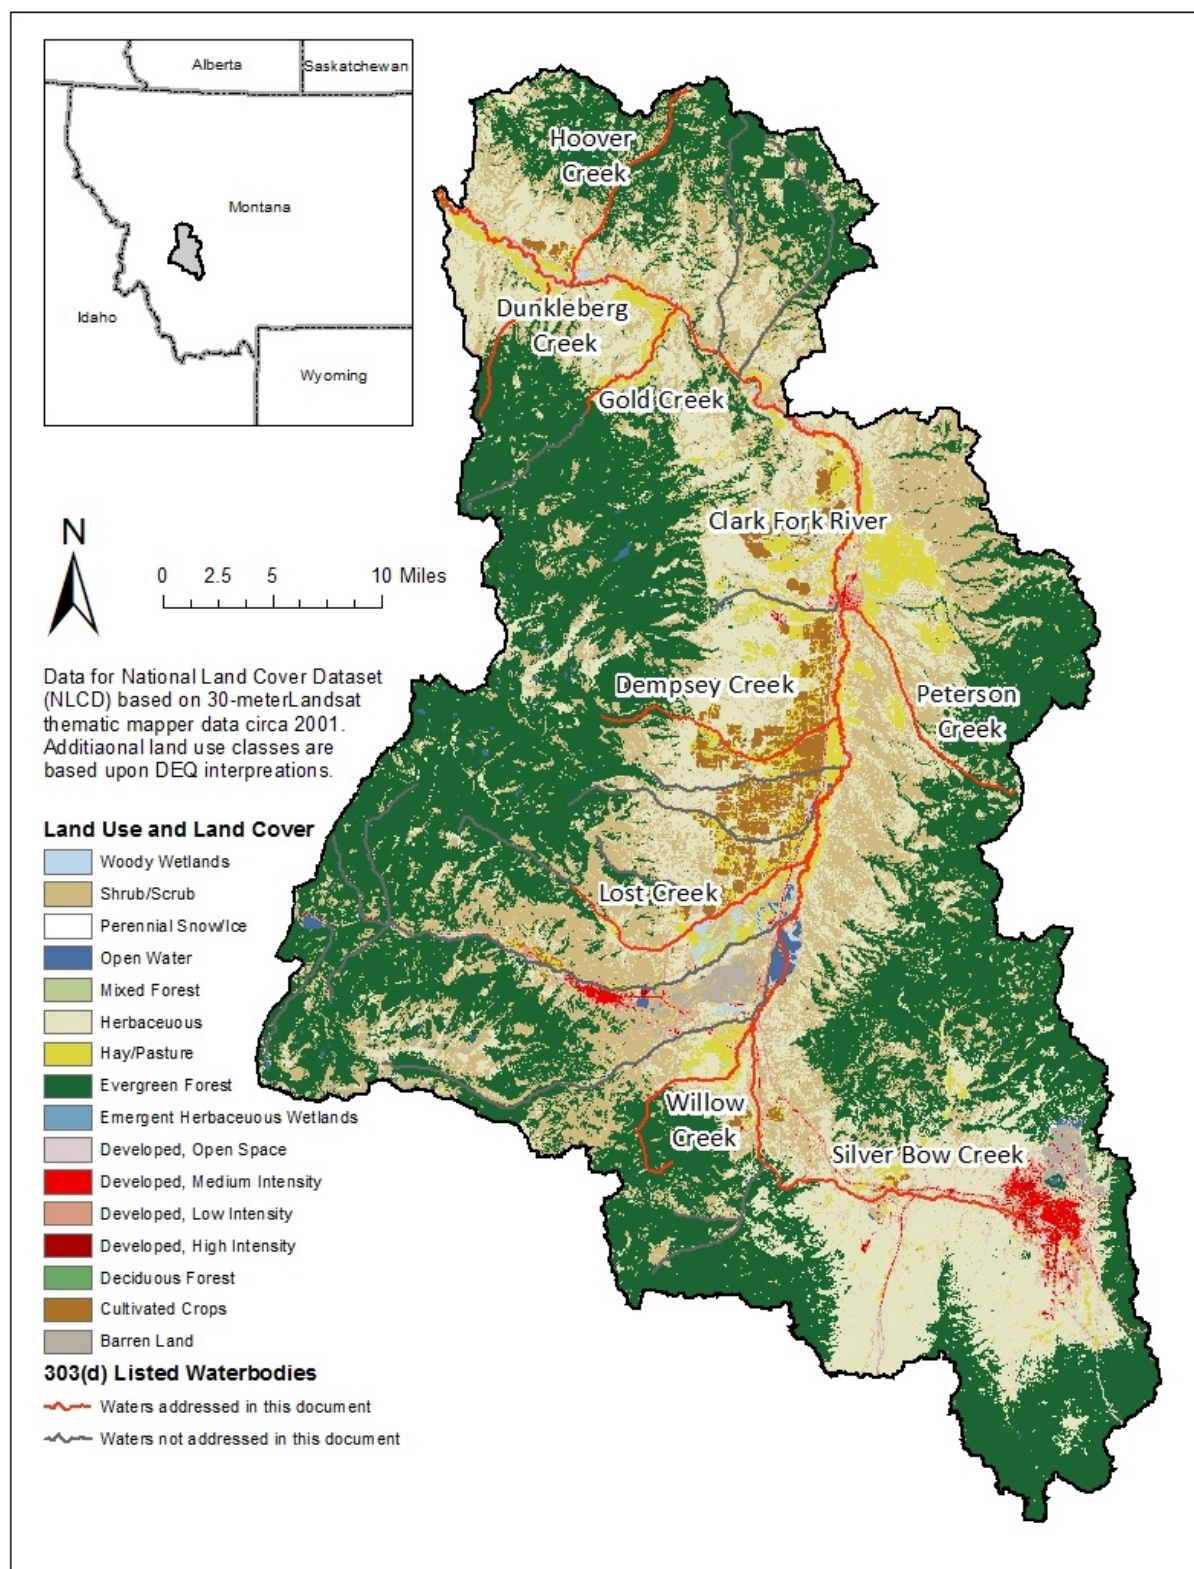 Alberta
Saskatchewan
Montana
Idaho
Wyoming
Hoover
Creek
Dunkleberg
Creek
Gold Creek
Clark Fork River
Dempsey Creek
Peterson
Creek
Lost Creek
Willow
Creek
Silver Bow Creek
N
0 2.5 5 10 Miles
Data for National Land Cover Dataset
(NLCD) based on 30-meterLandsat
thematic mapper data circa 2001.
Additiaonal land use classes are
based upon DEQ interpreations.
Land Use and Land Cover
Woody Wetlands
Shrub/Scrub
Perennial Snow/Ice
Open Water
Mixed Forest
Herbaceuous
Hay/Pasture
Evergreen Forest
Emergent Herbaceuous Wetlands
Developed, Open Space
Developed, Medium Intensity
Developed, Low Intensity
Developed, High Intensity
Deciduous Forest
Cultivated Crops
Barren Land
303(d) Listed Waterbodies
Waters addressed in this document
Waters not addressed in this document